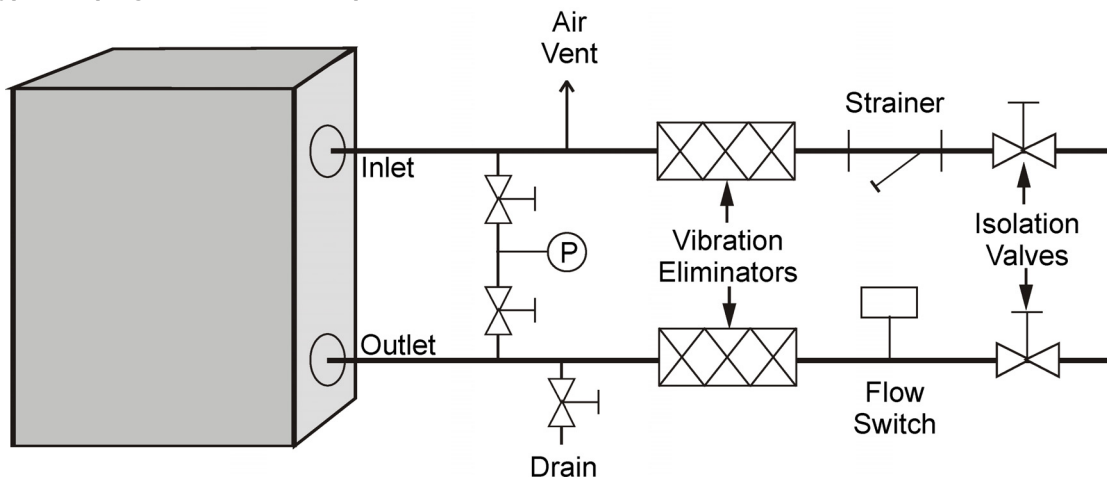 Air
Vent
Strainer
Inlet
Isolation
Valves
P
Vibration
Eliminators
Outlet
Flow
Switch
Drain